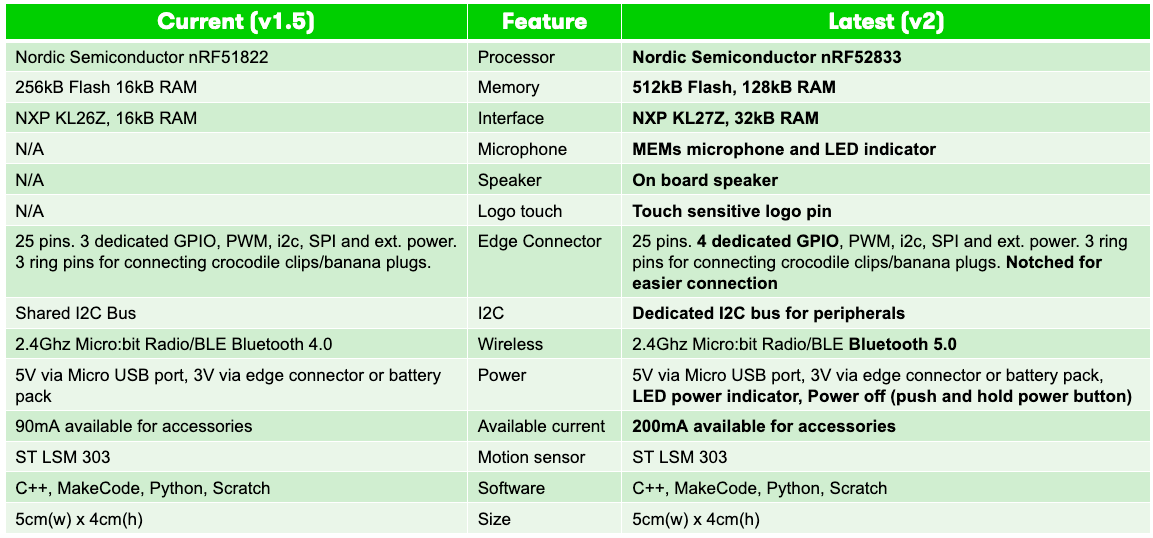 Current (v1.5) Feature Latest (v2)
Nordic Semiconductor nRF51822 Processor Nordic Semiconductor nRF52833
256kB Flash 16kB RAM Memory 512kB Flash, 128kB RAM
NXP KL26Z, 16kB RAM Interface NXP KL27Z, 32kB RAM
N/A Microphone MEMs microphone and LED indicator
N/A Speaker On board speaker
N/A Logo touch Touch sensitive logo pin
25 pins. 3 dedicated GPIO, PWM, i2c, SPI and ext. power. Edge Connector 25 pins. 4 dedicated GPIO, PWM, i2c, SPI and ext. power. 3 ring
3 ring pins for connecting crocodile clips/banana plugs. pins for connecting crocodile clips/banana plugs. Notched for
easier connection
Shared I2C Bus I2C Dedicated I2C bus for peripherals
2.4Ghz Micro:bit Radio/BLE Bluetooth 4.0 Wireless 2.4Ghz Micro:bit Radio/BLE Bluetooth 5.0
5V via Micro USB port, 3V via edge connector or battery Power 5V via Micro USB port, 3V via edge connector or battery pack,
pack LED power indicator, Power off (push and hold power button)
90mA available for accessories Available current 200mA available for accessories
ST LSM 303 Motion sensor ST LSM 303
C++, MakeCode, Python, Scratch Software C++, MakeCode, Python, Scratch
5cm(w) x 4cm(h) Size 5cm(w) x 4cm(h)